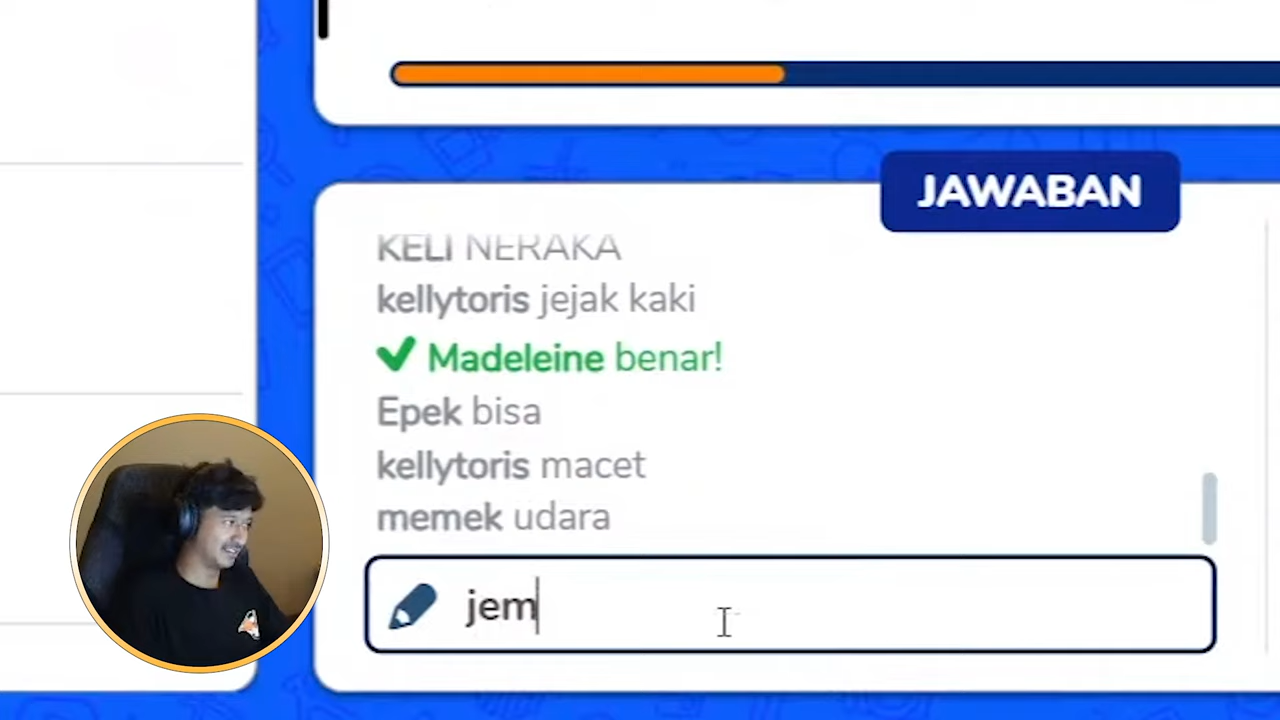 JAWABAN
KELI NERAKA
kellytoris jejak kaki
Madeleine benar!
Epek bisa
kellytoris macet
memek udara
jem